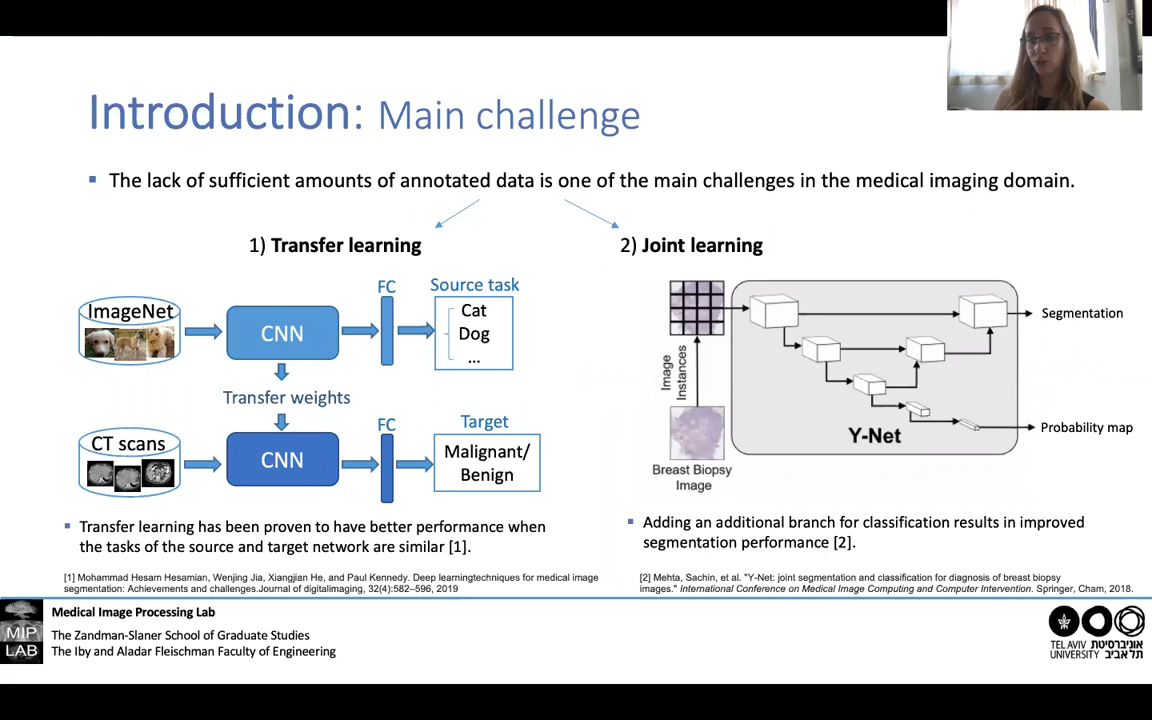 Introduction: Main challenge
▪ The lack of sufficient amounts of annotated data is one of the main challenges in the medical imaging domain.
1) Transfer learning
ImageNet
CNN
FC
Source task
Cat
Dog
...
Transfer weights
CT scans
CNN
FC
Target
Malignant/
Benign
▪ Transfer learning has been proven to have better performance when
the tasks of the source and target network are similar [1].
2) Joint learning
Image
Instances
Breast Biopsy
Image
Y-Net
Segmentation
Probability map
▪ Adding an additional branch for classification results in improved
segmentation performance [2].
[1] Mohammad Hesam Hesamian, Wenjing Jia, Xiangjian He, and Paul Kennedy. Deep learningtechniques for medical image
segmentation: Achievements and challenges.Journal of digitalimaging, 32(4):582–596, 2019
[2] Mehta, Sachin, et al. "Y-Net: joint segmentation and classification for diagnosis of breast biopsy
images." International Conference on Medical Image Computing and Computer Intervention. Springer, Cham, 2018.
MIP
LAB
Medical Image Processing Lab
The Zandman-Slaner School of Graduate Studies
The Iby and Aladar Fleischman Faculty of Engineering
TEL AVIV אוניברסיטת
UNIVERSITY תל אביב